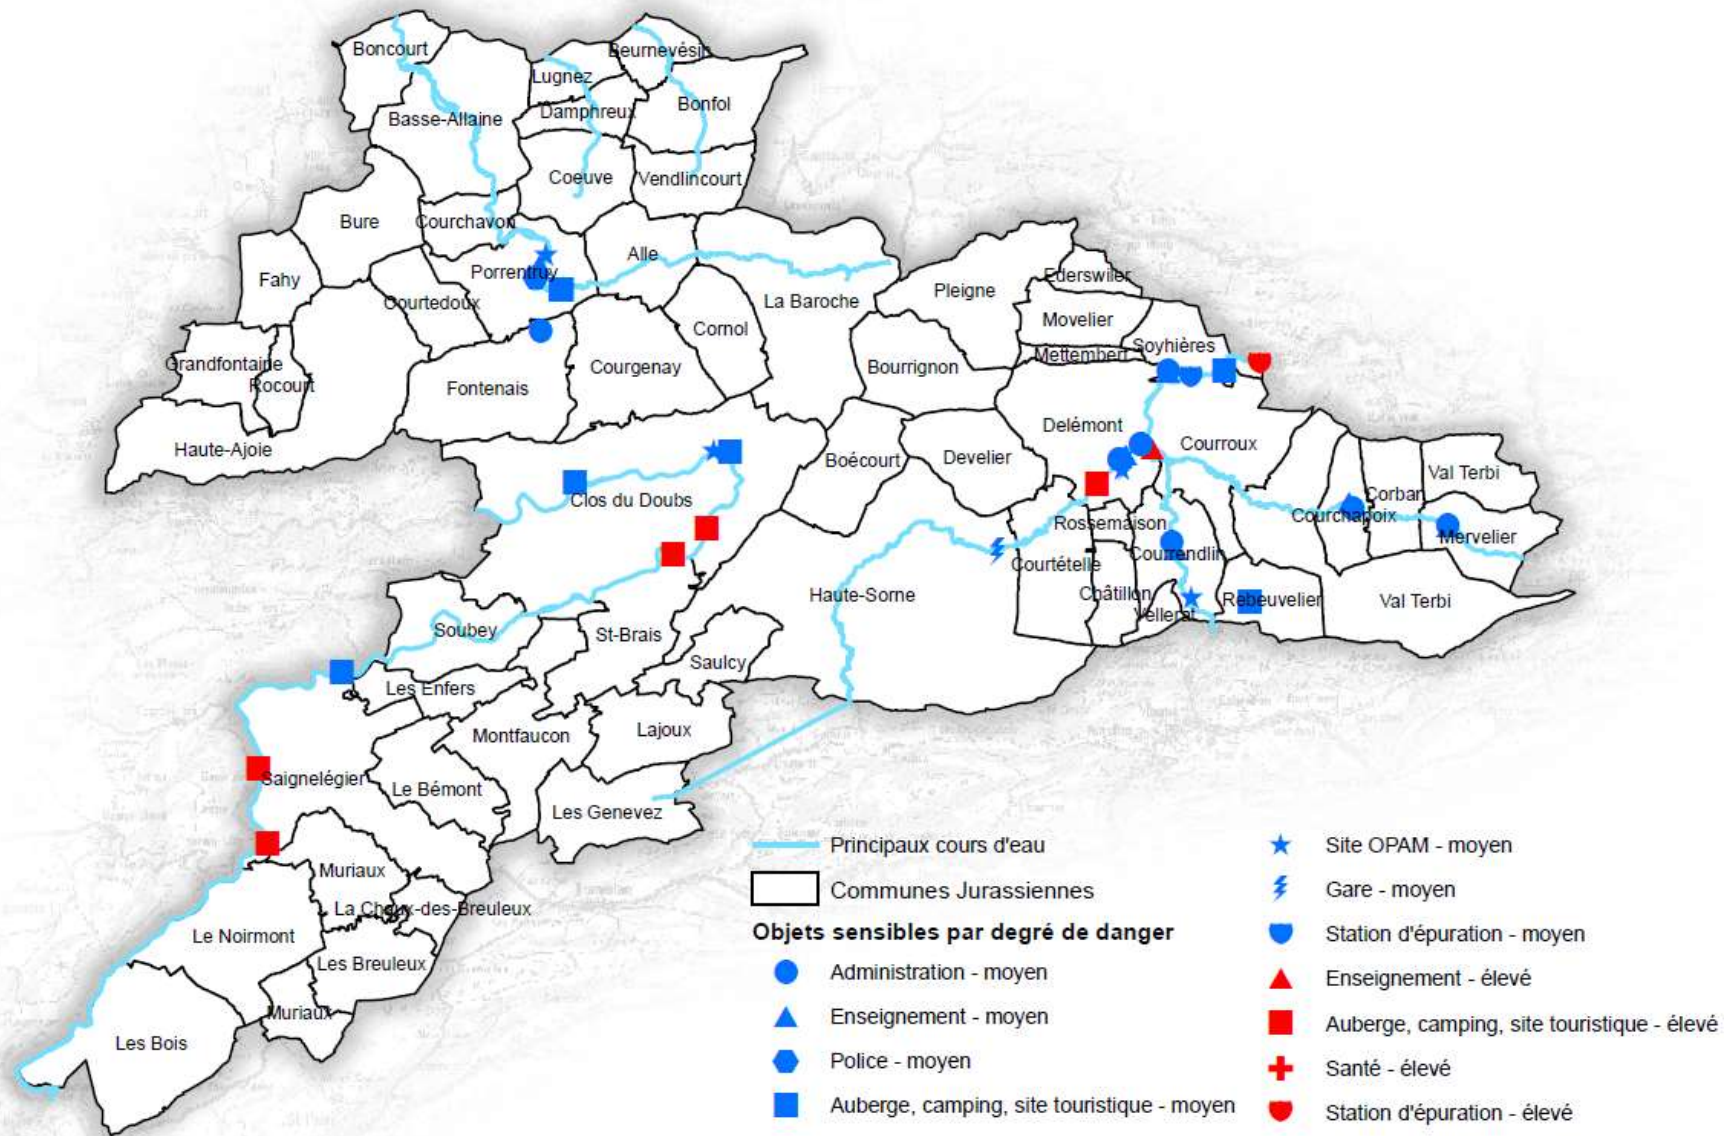 Boncourt
Beurnevésin
Lugnez
Bonfol
Damphreux
Basse-Allaine
Coeuve
Vendlincourt
Bure
Courchavon
Alle
Porrentruy
Fahy
Ederswiler
Pleigne
La Baroche
Courtedoux
Movelier
Cornol
Soyhières
Mettembert
Grandfontaine
Courgenay
Bourrignon
Rocourt
Fontenais
Delémont
Courroux
Haute-Ajoie
Boécourt
Develier
Val Terbi
Corban
Clos du Doubs
Courchapoix
Rossemaison
Mervelier
Courrendlin
Courtételle
Haute-Sorne
Châtillon
Rebeuvelier
Val Terbi
Vellerat
Soubey
St-Brais
Saulcy
Les Enfers
Lajoux
Montfaucon
Saignelégier
Le Bémont
Les Genevez
Muriaux
La Chaux-des-Breuleux
Le Noirmont
Les Breuleux
Muriaux
Les Bois
Principaux cours d'eau
Communes Jurassiennes
Objets sensibles par degré de danger
Administration - moyen
Enseignement - moyen
Police - moyen
Auberge, camping, site touristique - moyen
Site OPAM - moyen
Gare - moyen
Station d'épuration - moyen
Enseignement - élevé
Auberge, camping, site touristique - élevé
Santé - élevé
Station d'épuration - élevé